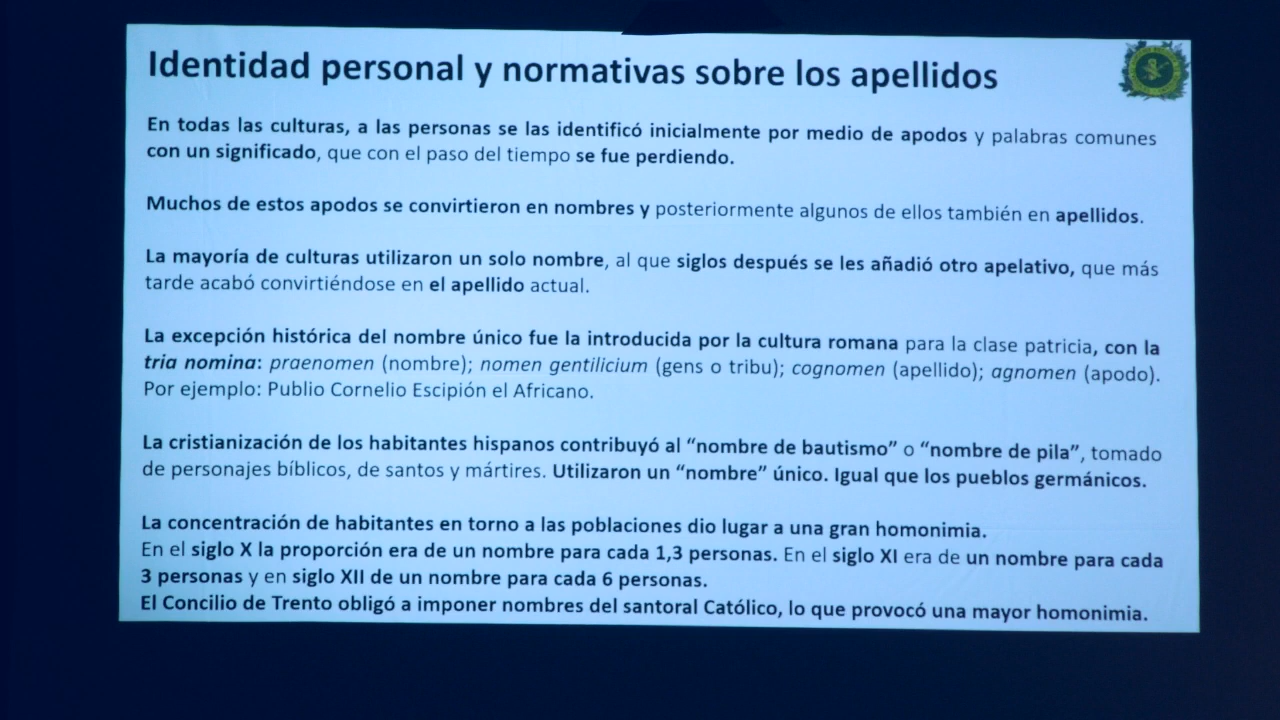 Identidad personal y normativas sobre los apellidos
En todas las culturas, a las personas se las identificó inicialmente por medio de apodos y palabras comunes
con un significado, que con el paso del tiempo se fue perdiendo.
Muchos de estos apodos se convirtieron en nombres y posteriormente algunos de ellos también en apellidos.
La mayoría de culturas utilizaron un solo nombre, al que siglos después se les añadió otro apelativo, que más
tarde acabó convirtiéndose en el apellido actual.
La excepción histórica del nombre único fue la introducida por la cultura romana para la clase patricia, con la
tria nomina: praenomen (nombre); nomen gentilicium (gens o tribu); cognomen (apellido); agnomen (apodo).
Por ejemplo: Publio Cornelio Escipión el Africano.
La cristianización de los habitantes hispanos contribuyó al “nombre de bautismo” o “nombre de pila”, tomado
de personajes bíblicos, de santos y mártires. Utilizaron un “nombre” único. Igual que los pueblos germánicos.
La concentración de habitantes en torno a las poblaciones dio lugar a una gran homonimia.
En el siglo X la proporción era de un nombre para cada 1,3 personas. En el siglo XI era de un nombre para cada
3 personas y en siglo XII de un nombre para cada 6 personas.
El Concilio de Trento obligó a imponer nombres del santoral Católico, lo que provocó una mayor homonimia.